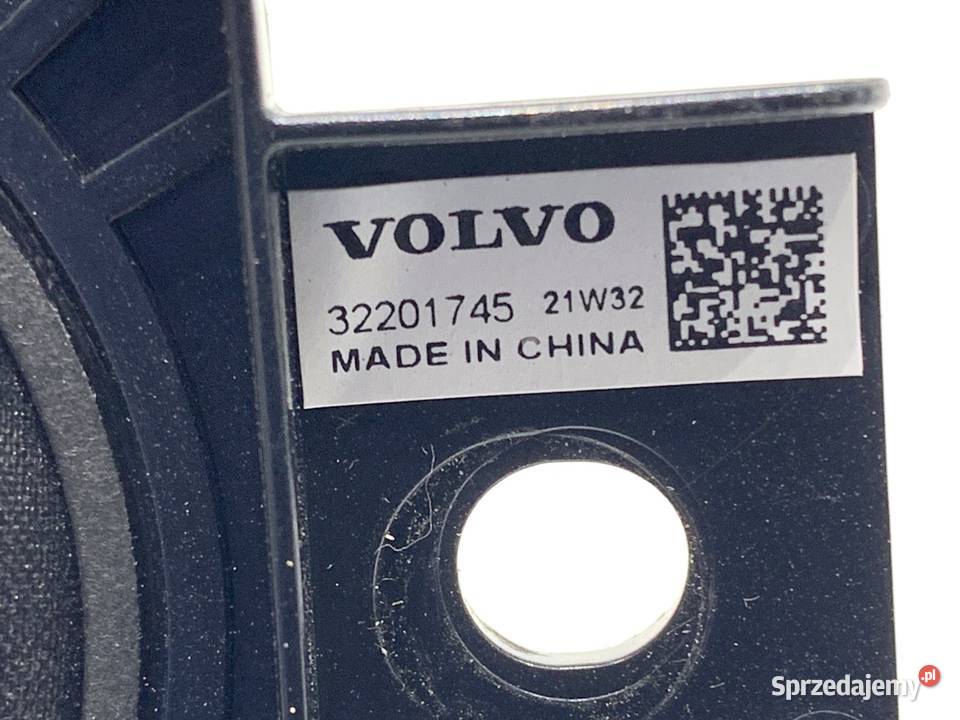 VOLVO
32201745 21W32
MADE IN CHINA
Sprzedajemy.pl